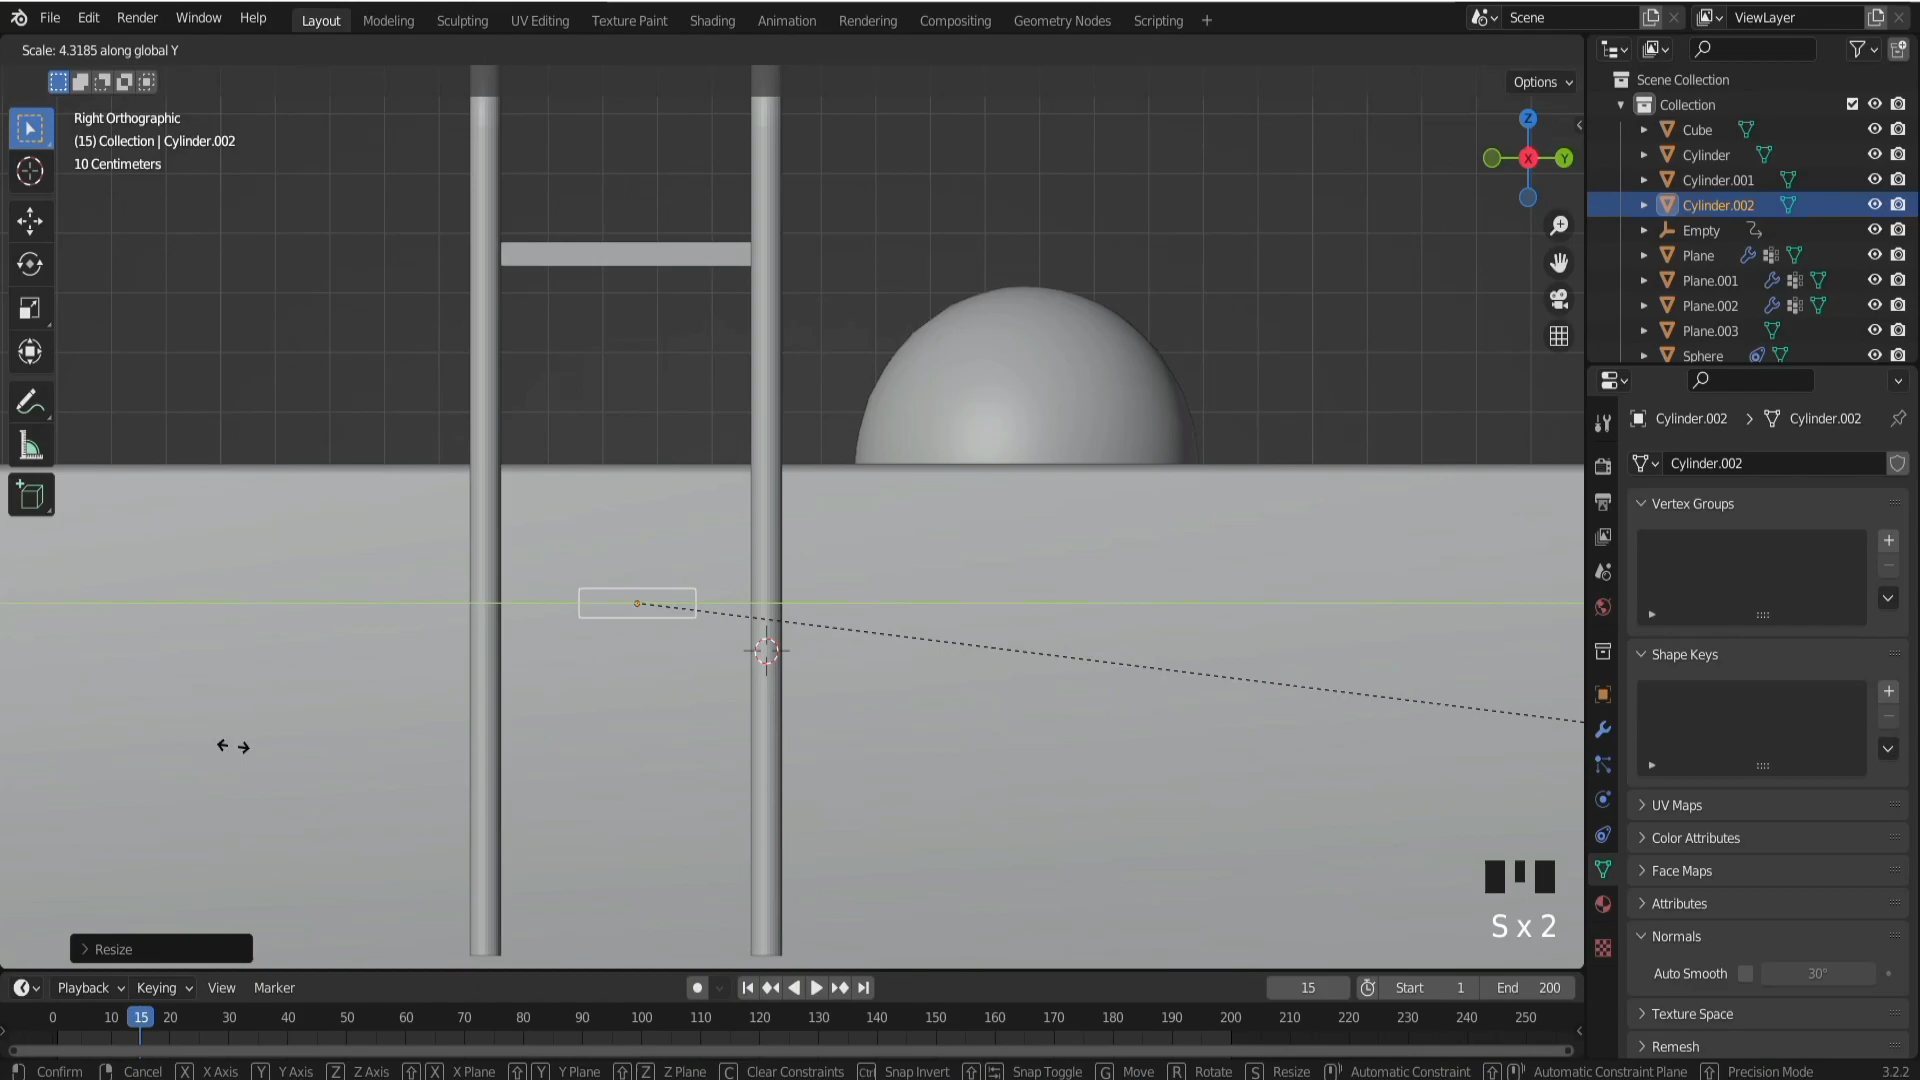 File Edit Render Window Help Layout Modeling Sculpting UV Editing Texture Paint Shading Animation Rendering Compositing Geometry Nodes Scripting + Scene ViewLayer
Scale: 4.3185 along global Y
Options
Right Orthographic
(15) Collection | Cylinder.002
10 Centimeters
Z
X
Y
Scene Collection
Collection
Cube
Cylinder
Cylinder.001
Cylinder.002
Empty
Plane
Plane.001
Plane.002
Plane.003
Sphere
Cylinder.002 > Cylinder.002
Cylinder.002
Vertex Groups
Shape Keys
UV Maps
Color Attributes
Face Maps
Attributes
Normals
Auto Smooth 30°
Texture Space
Remesh
S x 2
Resize
Playback Keying View Marker 15 Start 1 End 200
0 10 15 20 30 40 50 60 70 80 90 100 110 120 130 140 150 160 170 180 190 200 210 220 230 240 250
Confirm Cancel X X Axis Y Y Axis Z Z Axis X X Plane Y Y Plane Z Z Plane C Clear Constraints Ctrl Snap Invert Snap Toggle G Move R Rotate S Resize Automatic Constraint Automatic Constraint Plane Precision Mode 3.2.2